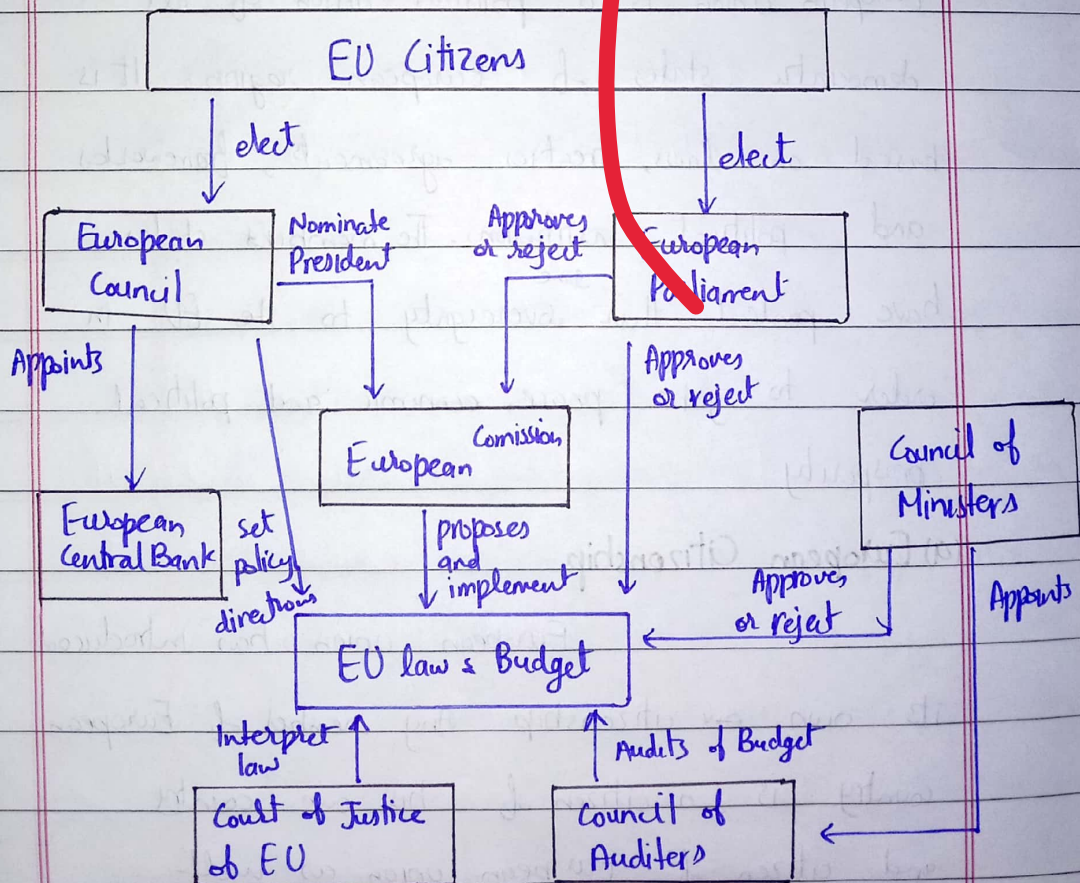 EU Citizens
elect
elect
European
Council
Nominate
President
Approves
or reject
European
Parliament
Appoints
Approves
or reject
European Comission
Council of
Ministers
European
Central Bank
set
policy
directions
proposes
and
implement
Approves
or reject
Appoints
EU law & Budget
Interpret
law
Audits of Budget
Court of Justice
of EU
Council of
Auditers